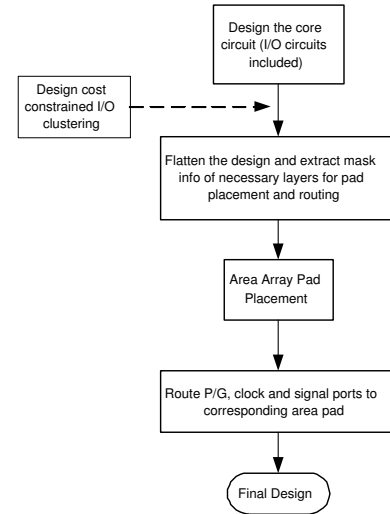 Design the core
circuit (I/O circuits
included)
Design cost
constrained I/O
clustering
Flatten the design and extract mask
info of necessary layers for pad
placement and routing
Area Array Pad
Placement
Route P/G, clock and signal ports to
corresponding area pad
Final Design